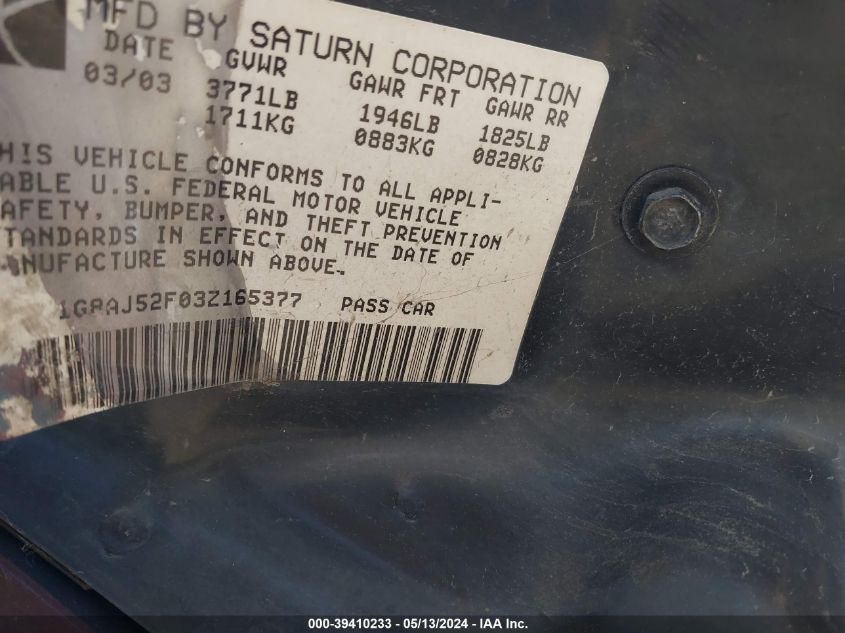 MFD BY SATURN CORPORATION
DATE GVWR GAWR FRT GAWR RR
03/03 3771LB 1946LB 1825LB
1711KG 0883KG 0828KG
HIS VEHICLE CONFORMS TO ALL APPLI-
ABLE U.S. FEDERAL MOTOR VEHICLE
AFETY, BUMPER, AND THEFT PREVENTION
TANDARDS IN EFFECT ON THE DATE OF
NUFACTURE SHOWN ABOVE.
1G8AJ52F03Z165377 PASS CAR
000-39410233 - 05/13/2024 - IAA Inc.